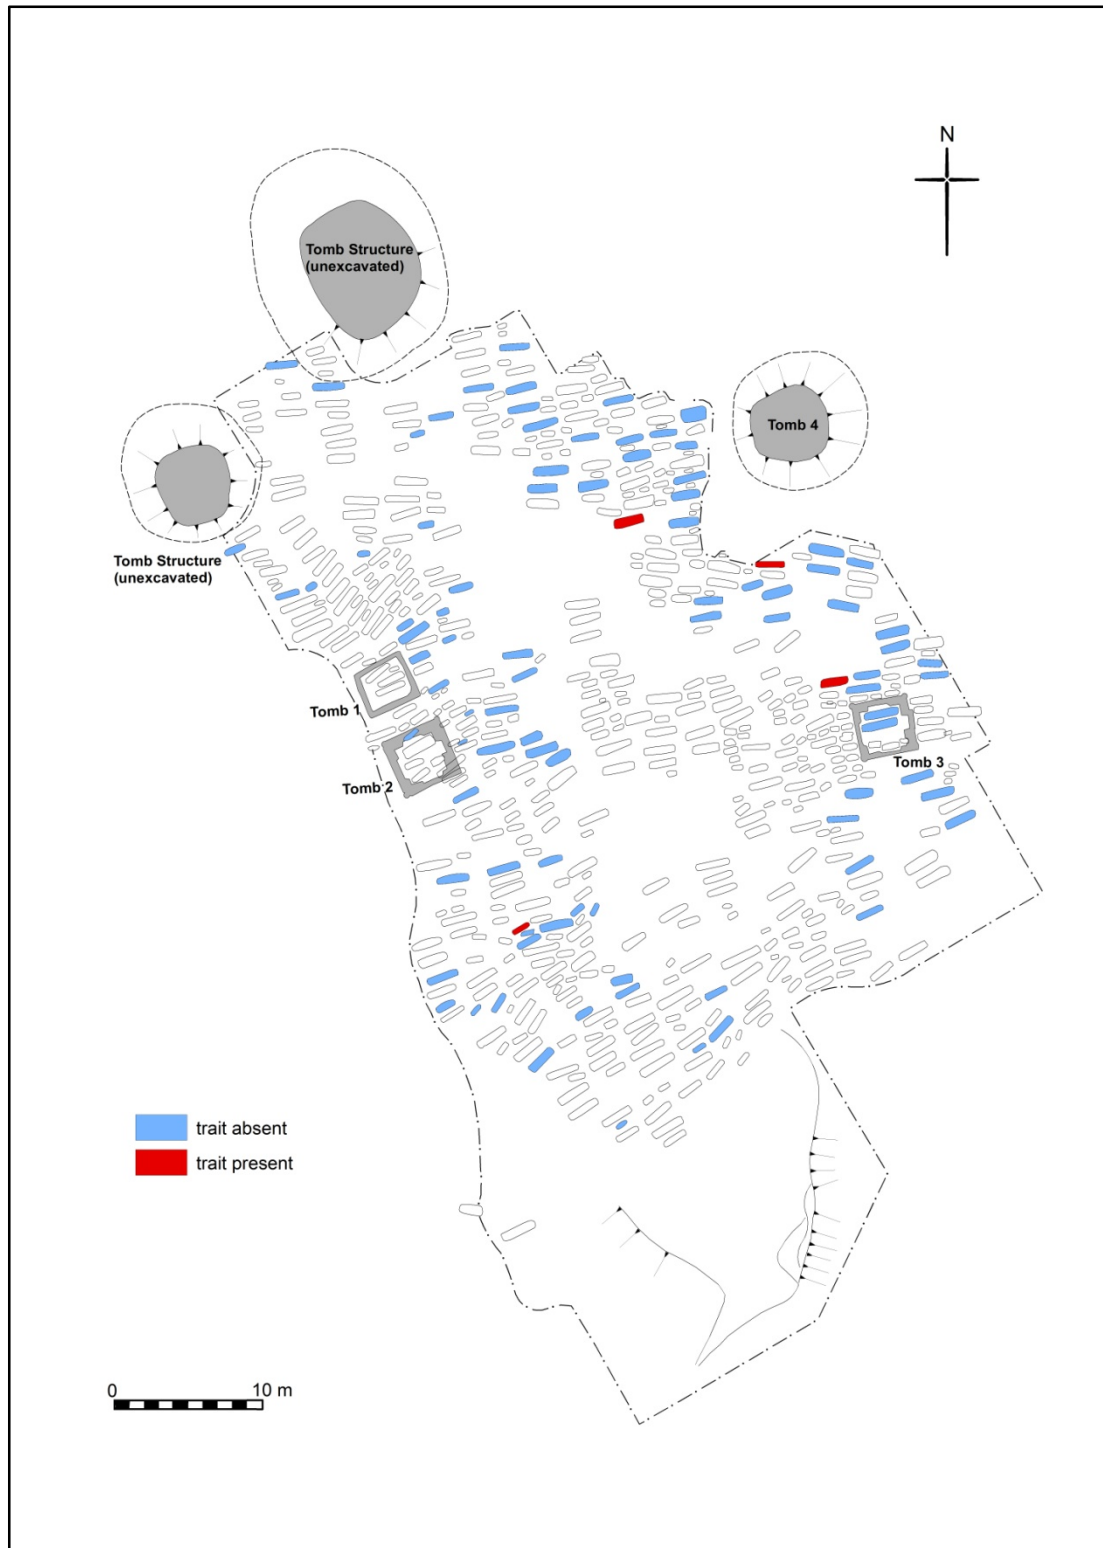 N
Tomb Structure
(unexcavated)
Tomb 4
Tomb Structure
(unexcavated)
Tomb 1
Tomb 2
Tomb 3
trait absent
trait present
0 10 m